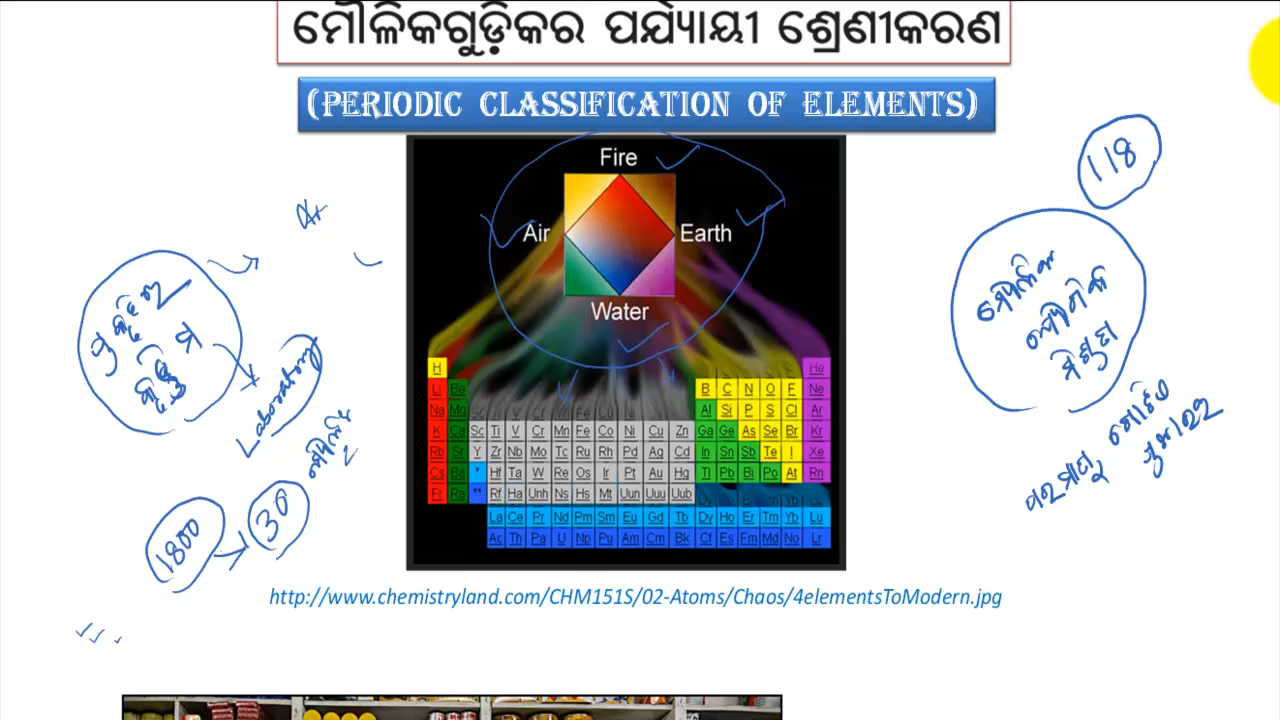 ମୌଳିକଗୁଡ଼ିକର ପର୍ଯ୍ୟାୟୀ ଶ୍ରେଣୀକରଣ
(PERIODIC CLASSIFICATION OF ELEMENTS)
118
Fire
Air
Earth
Water
Laboratory
1800
30
H He
Li Be B C N O F Ne
Na Mg Al Si P S Cl Ar
K Ca Sc Ti V Cr Mn Fe Co Ni Cu Zn Ga Ge As Se Br Kr
Rb Sr Y Zr Nb Mo Tc Ru Rh Pd Ag Cd In Sn Sb Te I Xe
Cs Ba * Hf Ta W Re Os Ir Pt Au Hg Tl Pb Bi Po At Rn
Fr Ra ** Rf Ha Unh Ns Hs Mt Uun Uuu Uub
La Ce Pr Nd Pm Sm Eu Gd Tb Dy Ho Er Tm Yb Lu
Ac Th Pa U Np Pu Am Cm Bk Cf Es Fm Md No Lr
ମୌଳିକ
ଯୌଗିକ
ମିଶ୍ରଣ
ପରମାଣୁ
http://www.chemistryland.com/CHM151S/02-Atoms/Chaos/4elementsToModern.jpg